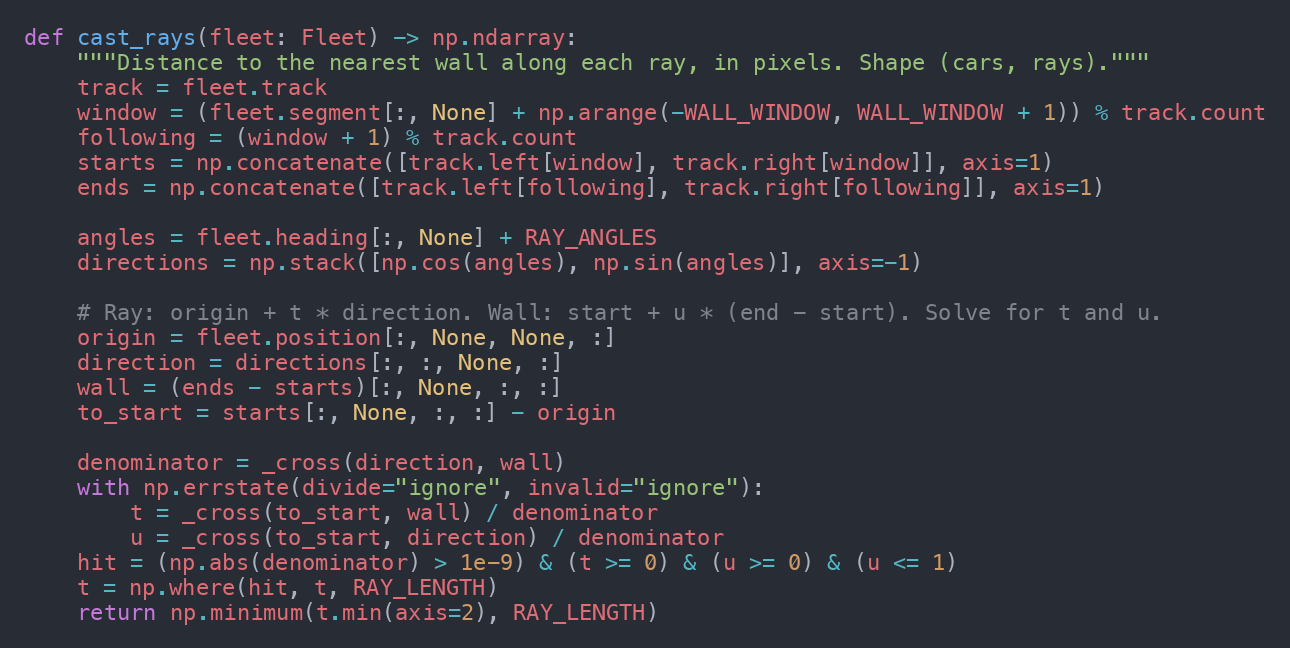 def cast_rays(fleet: Fleet) -> np.ndarray:
    """Distance to the nearest wall along each ray, in pixels. Shape (cars, rays)."""
    track = fleet.track
    window = (fleet.segment[:, None] + np.arange(-WALL_WINDOW, WALL_WINDOW + 1)) % track.count
    following = (window + 1) % track.count
    starts = np.concatenate([track.left[window], track.right[window]], axis=1)
    ends = np.concatenate([track.left[following], track.right[following]], axis=1)

    angles = fleet.heading[:, None] + RAY_ANGLES
    directions = np.stack([np.cos(angles), np.sin(angles)], axis=-1)

    # Ray: origin + t * direction. Wall: start + u * (end - start). Solve for t and u.
    origin = fleet.position[:, None, None, :]
    direction = directions[:, :, None, :]
    wall = (ends - starts)[:, None, :, :]
    to_start = starts[:, None, :, :] - origin

    denominator = _cross(direction, wall)
    with np.errstate(divide="ignore", invalid="ignore"):
        t = _cross(to_start, wall) / denominator
        u = _cross(to_start, direction) / denominator
    hit = (np.abs(denominator) > 1e-9) & (t >= 0) & (u >= 0) & (u <= 1)
    t = np.where(hit, t, RAY_LENGTH)
    return np.minimum(t.min(axis=2), RAY_LENGTH)